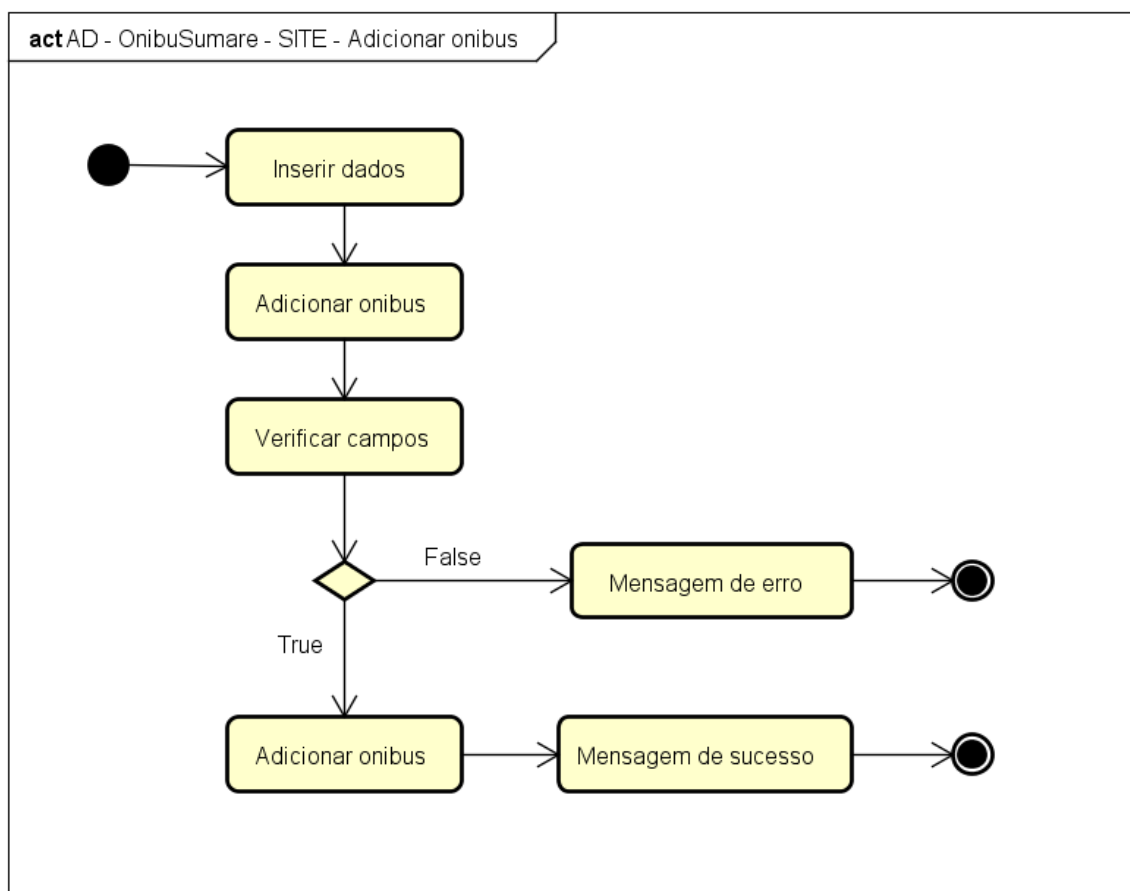 act AD - OnibuSumare - SITE - Adicionar onibus
Inserir dados
Adicionar onibus
Verificar campos
False
Mensagem de erro
True
Adicionar onibus
Mensagem de sucesso